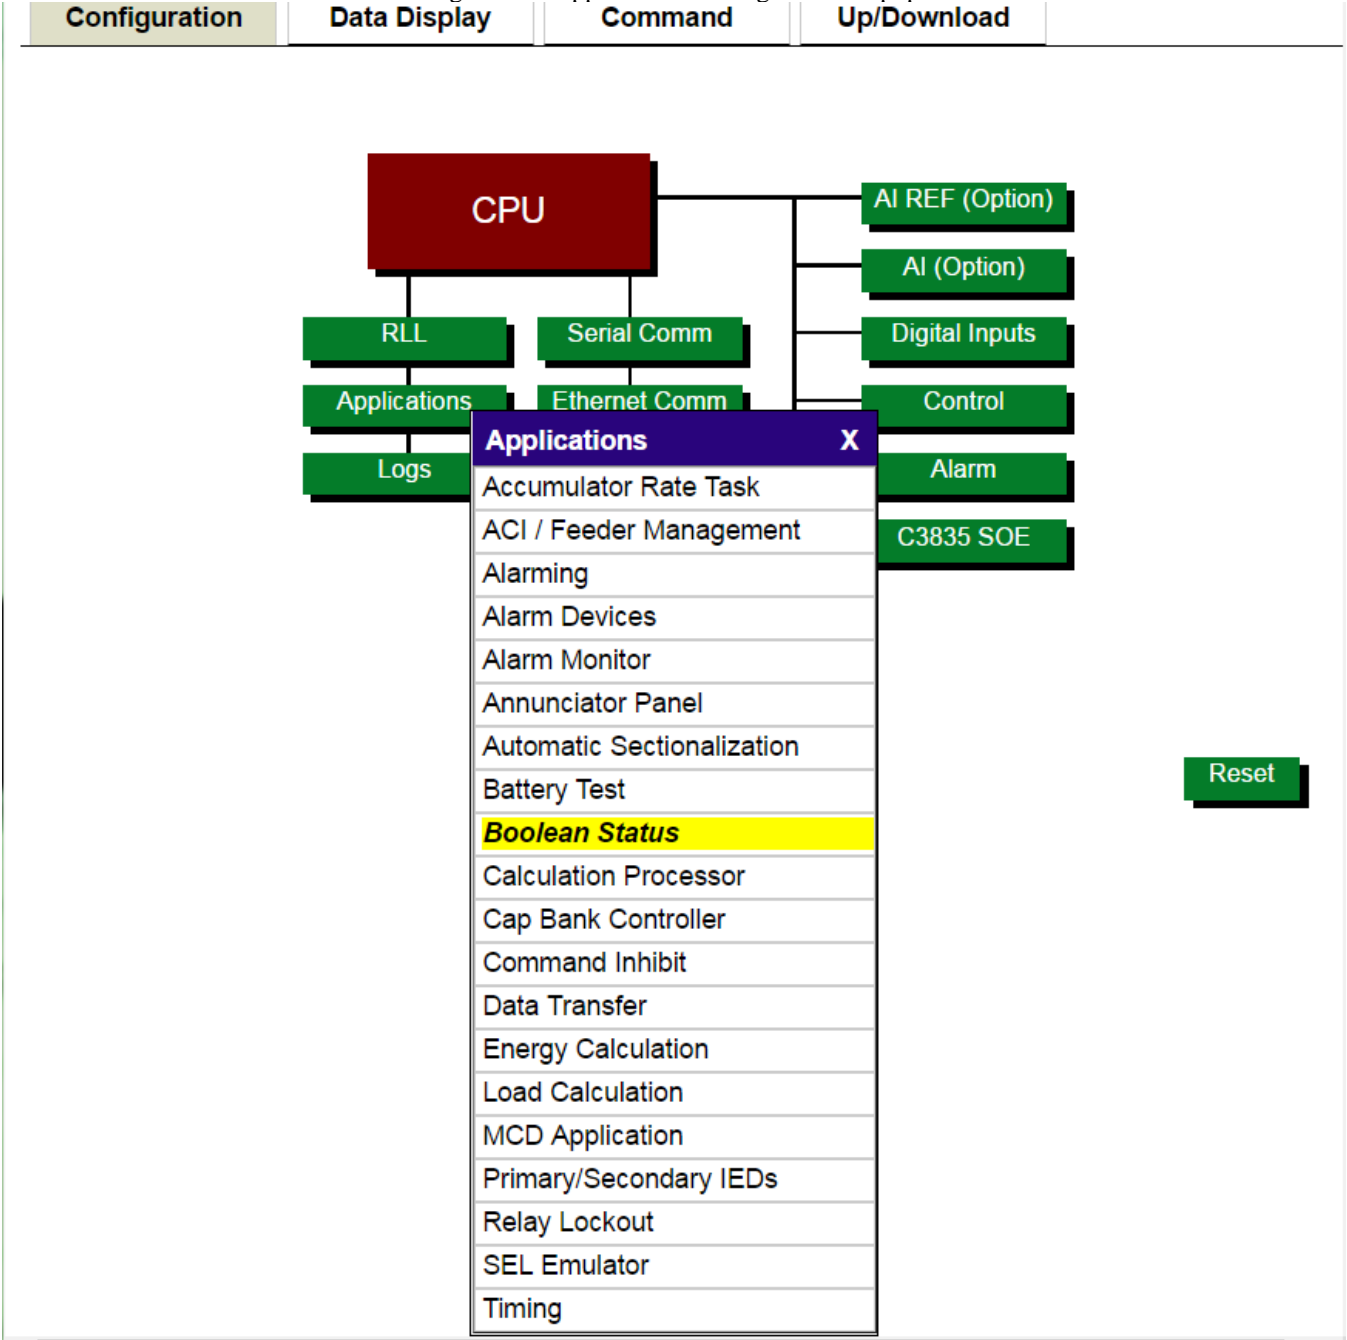 Configuration
Data Display
Command
Up/Download
CPU
AI REF (Option)
AI (Option)
RLL
Serial Comm
Digital Inputs
Applications
Ethernet Comm
Control
Logs
Alarm
C3835 SOE
Applications X
Accumulator Rate Task
ACI / Feeder Management
Alarming
Alarm Devices
Alarm Monitor
Annunciator Panel
Automatic Sectionalization
Battery Test
Boolean Status
Calculation Processor
Cap Bank Controller
Command Inhibit
Data Transfer
Energy Calculation
Load Calculation
MCD Application
Primary/Secondary IEDs
Relay Lockout
SEL Emulator
Timing
Reset